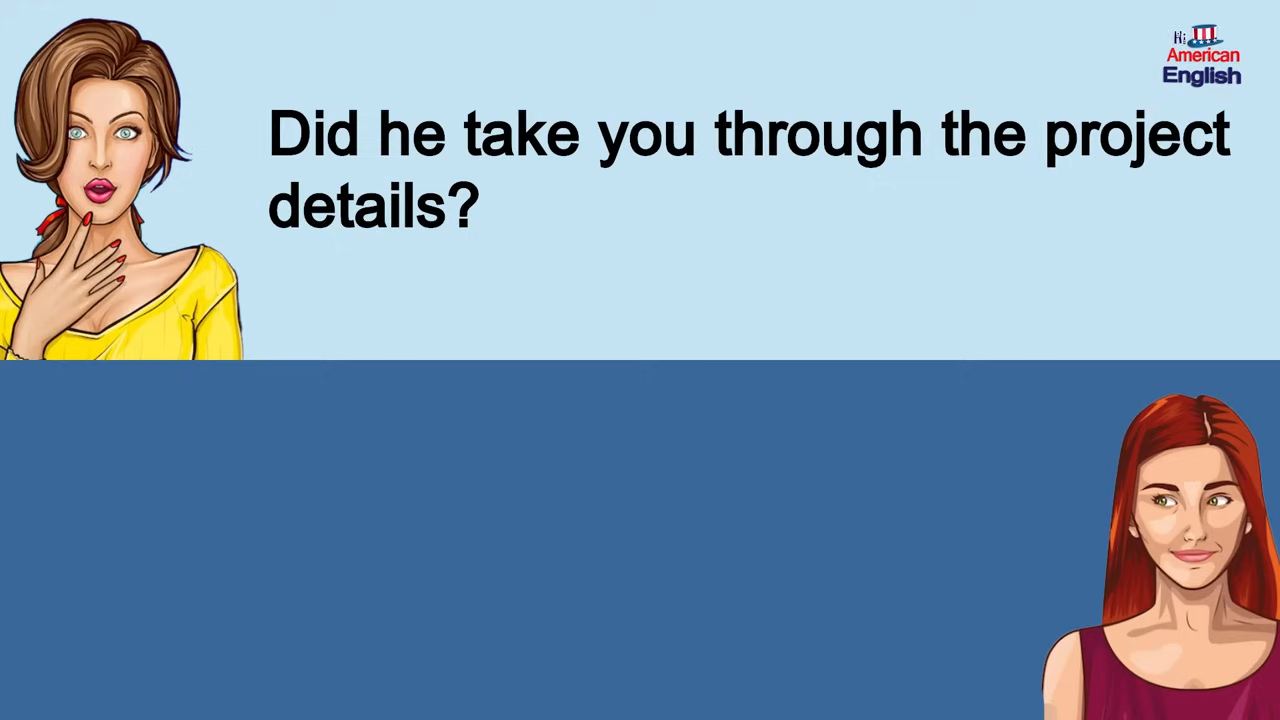 Hi
American
English
Did he take you through the project
details?